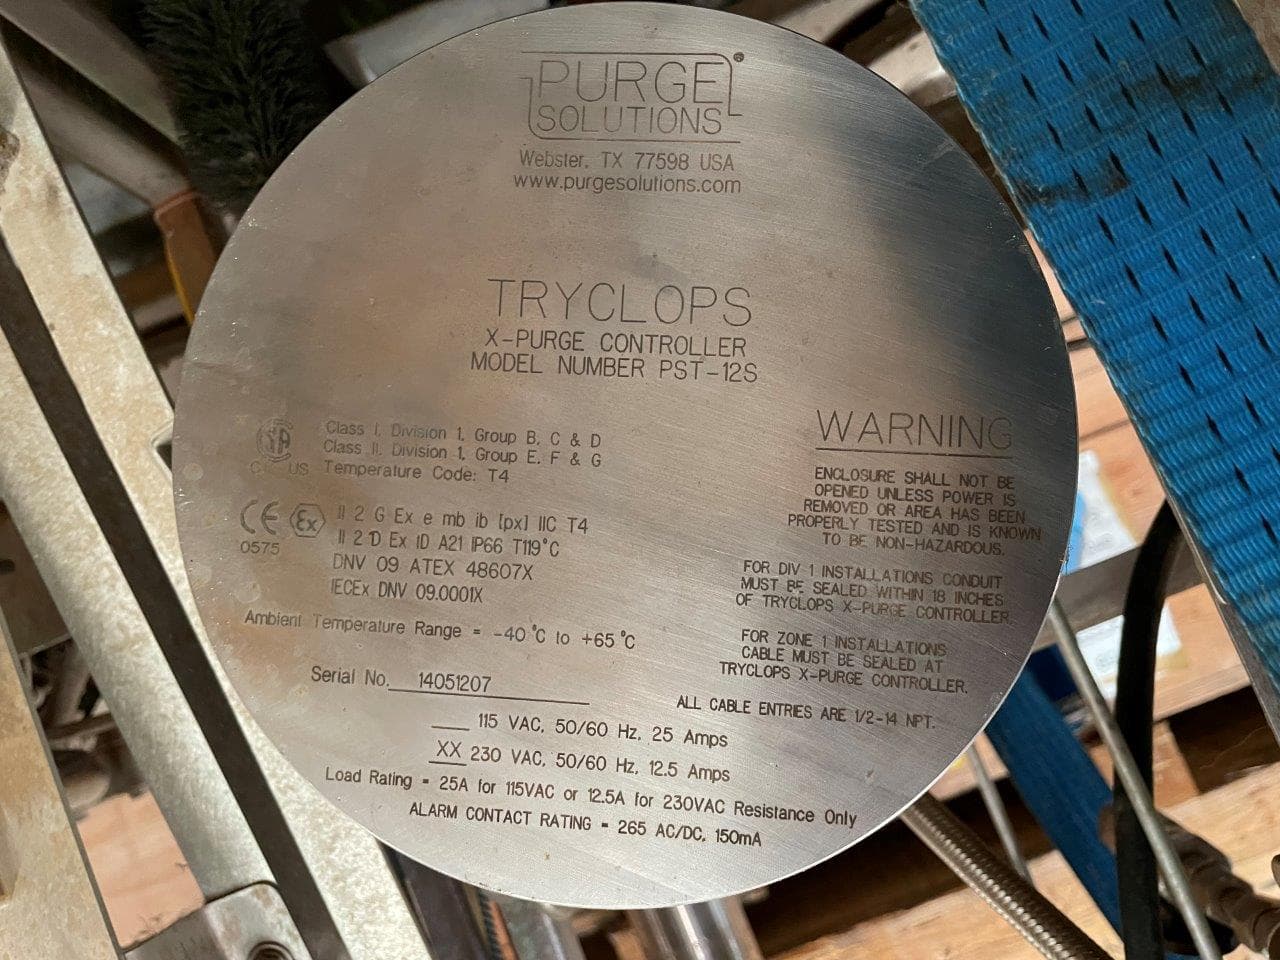 PURGE
SOLUTIONS
Webster, TX 77598 USA
www.purgesolutions.com
TRYCLOPS
X-PURGE CONTROLLER
MODEL NUMBER PST-12S
Class I, Division 1, Group B, C & D
Class II, Division 1, Group E, F & G
Temperature Code: T4
C US
CE 0575
Ex
II 2 G Ex e mb ib [px] IIC T4
II 2 D Ex tD A21 IP66 T119°C
DNV 09 ATEX 48607X
IECEx DNV 09.0001X
Ambient Temperature Range = -40°C to +65°C
Serial No. 14051207
115 VAC, 50/60 Hz, 25 Amps
XX 230 VAC, 50/60 Hz, 12.5 Amps
Load Rating = 25A for 115VAC or 12.5A for 230VAC Resistance Only
ALARM CONTACT RATING = 265 AC/DC, 150mA
WARNING
ENCLOSURE SHALL NOT BE
OPENED UNLESS POWER IS
REMOVED OR AREA HAS BEEN
PROPERLY TESTED AND IS KNOWN
TO BE NON-HAZARDOUS.
FOR DIV 1 INSTALLATIONS CONDUIT
MUST BE SEALED WITHIN 18 INCHES
OF TRYCLOPS X-PURGE CONTROLLER.
FOR ZONE 1 INSTALLATIONS
CABLE MUST BE SEALED AT
TRYCLOPS X-PURGE CONTROLLER.
ALL CABLE ENTRIES ARE 1/2-14 NPT.